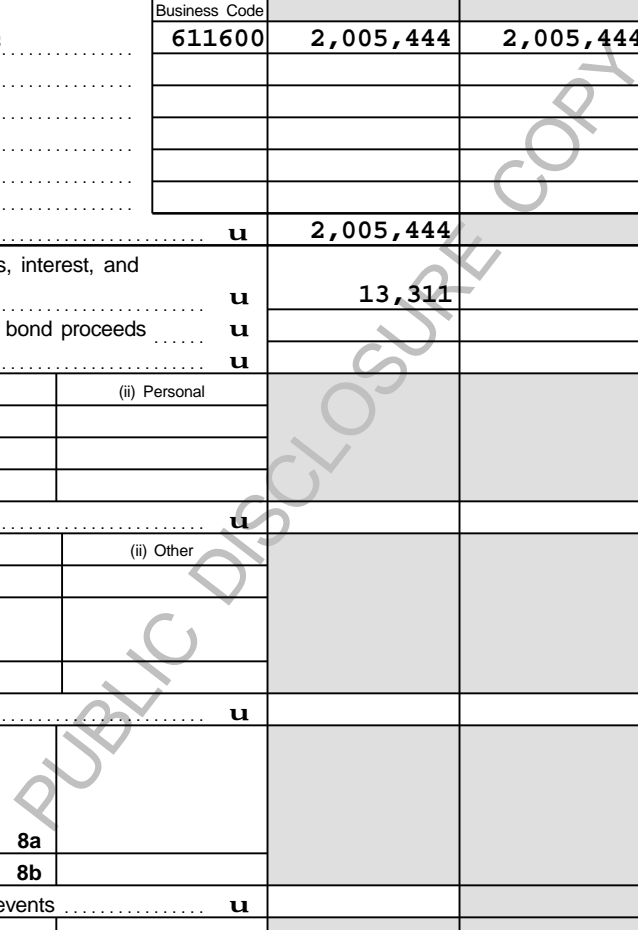 Business Code
611600 2,005,444 2,005,444
u 2,005,444
s, interest, and
u 13,311
bond proceeds u
u
(ii) Personal
u
(ii) Other
u
8a
8b
events u
PUBLIC DISCLOSURE COPY